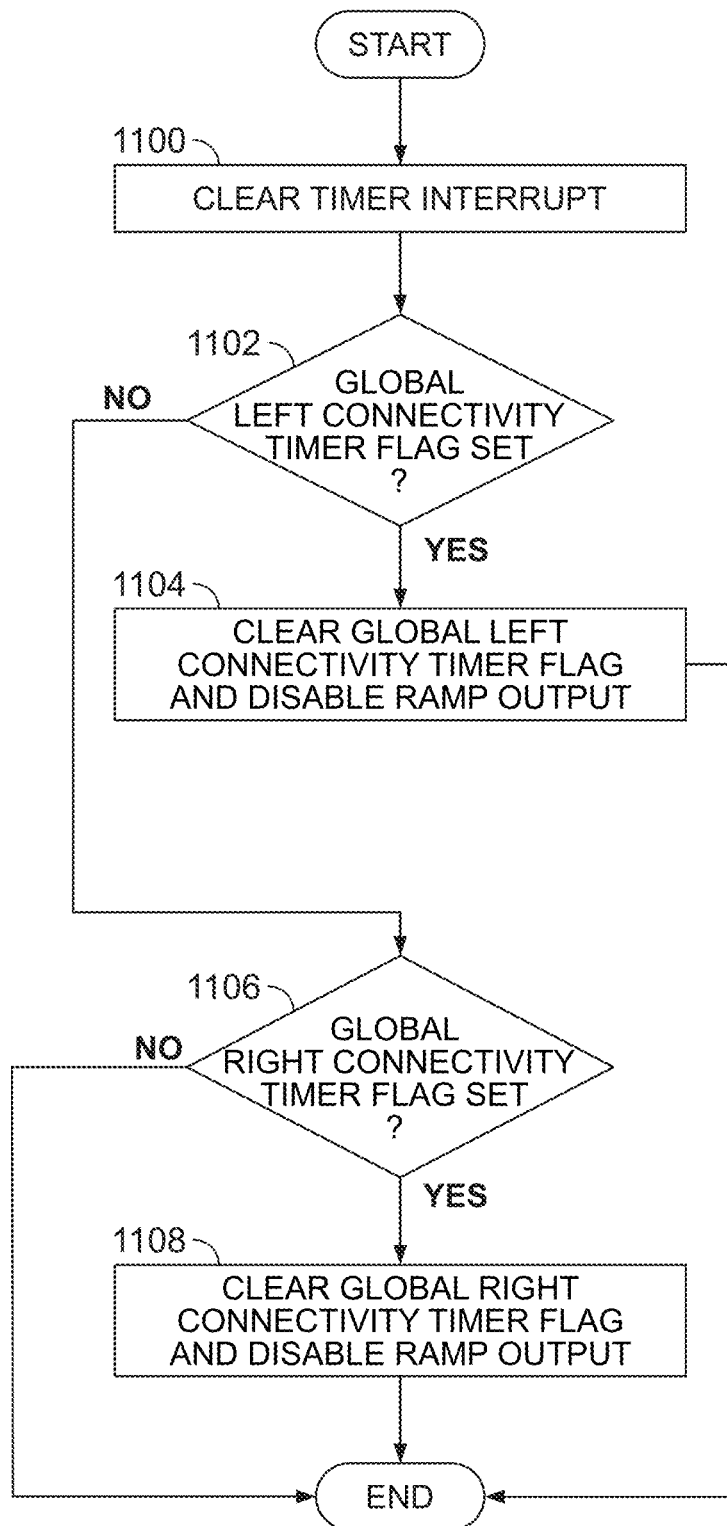 START
1100
CLEAR TIMER INTERRUPT
1102
GLOBAL
LEFT CONNECTIVITY
TIMER FLAG SET
?
NO
YES
1104
CLEAR GLOBAL LEFT
CONNECTIVITY TIMER FLAG
AND DISABLE RAMP OUTPUT
1106
GLOBAL
RIGHT CONNECTIVITY
TIMER FLAG SET
?
NO
YES
1108
CLEAR GLOBAL RIGHT
CONNECTIVITY TIMER FLAG
AND DISABLE RAMP OUTPUT
END